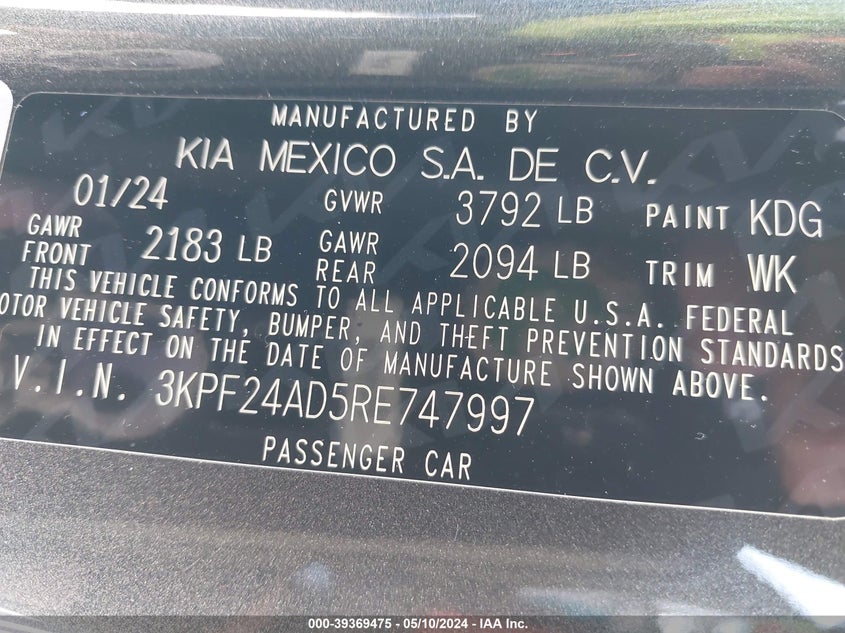 MANUFACTURED BY
KIA MEXICO S.A. DE C.V.
01/24 GVWR 3792 LB PAINT KDG
GAWR FRONT 2183 LB GAWR REAR 2094 LB TRIM WK
THIS VEHICLE CONFORMS TO ALL APPLICABLE U.S.A. FEDERAL
MOTOR VEHICLE SAFETY, BUMPER, AND THEFT PREVENTION STANDARDS
IN EFFECT ON THE DATE OF MANUFACTURE SHOWN ABOVE.
V.I.N. 3KPF24AD5RE747997
PASSENGER CAR
000-39369475 - 05/10/2024 - IAA Inc.